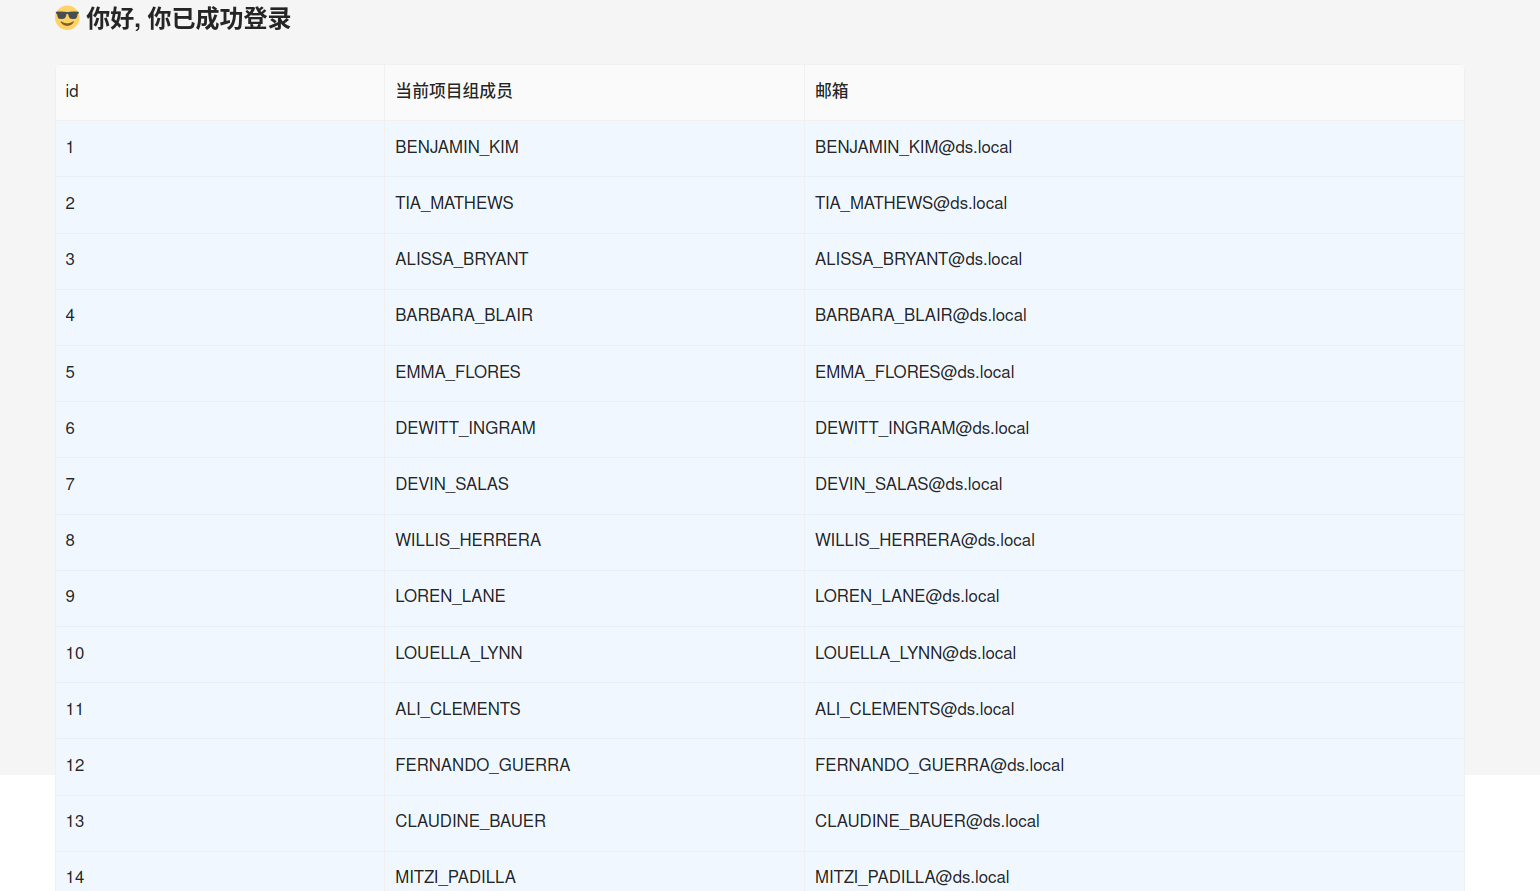 😎 你好, 你已成功登录
id 当前项目组成员 邮箱
1 BENJAMIN_KIM BENJAMIN_KIM@ds.local
2 TIA_MATHEWS TIA_MATHEWS@ds.local
3 ALISSA_BRYANT ALISSA_BRYANT@ds.local
4 BARBARA_BLAIR BARBARA_BLAIR@ds.local
5 EMMA_FLORES EMMA_FLORES@ds.local
6 DEWITT_INGRAM DEWITT_INGRAM@ds.local
7 DEVIN_SALAS DEVIN_SALAS@ds.local
8 WILLIS_HERRERA WILLIS_HERRERA@ds.local
9 LOREN_LANE LOREN_LANE@ds.local
10 LOUELLA_LYNN LOUELLA_LYNN@ds.local
11 ALI_CLEMENTS ALI_CLEMENTS@ds.local
12 FERNANDO_GUERRA FERNANDO_GUERRA@ds.local
13 CLAUDINE_BAUER CLAUDINE_BAUER@ds.local
14 MITZI_PADILLA MITZI_PADILLA@ds.local